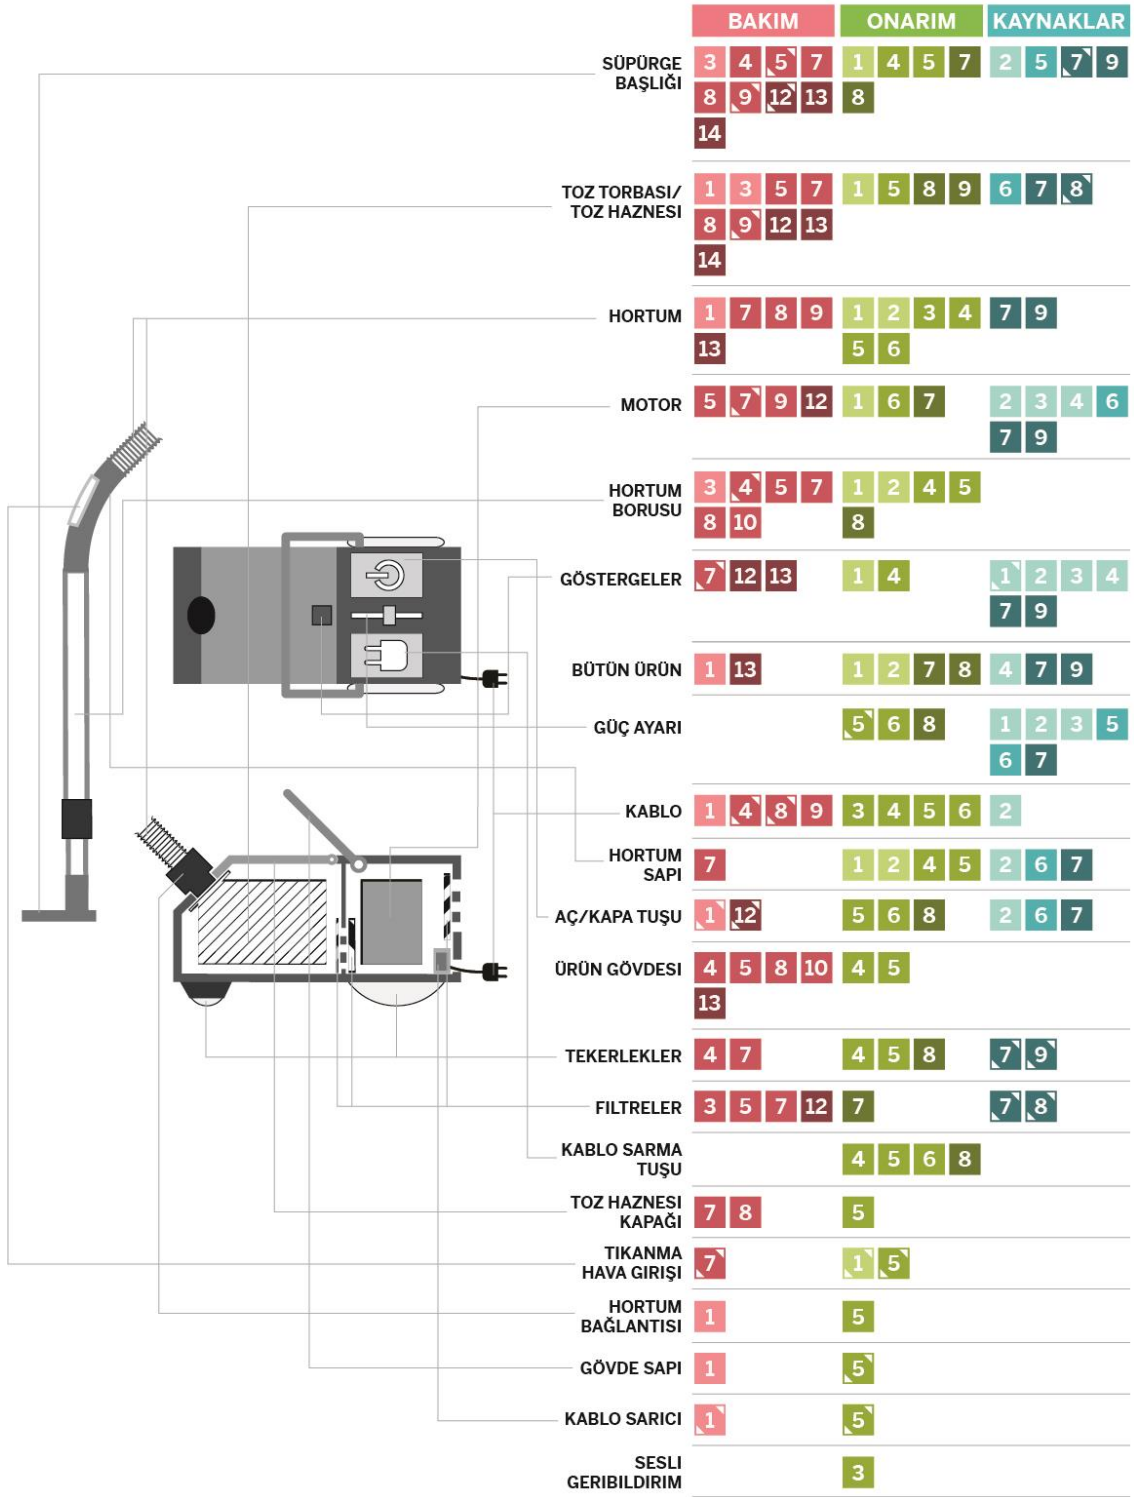 BAKIM ONARIM KAYNAKLAR
SÜPÜRGE 3 4 5 7 1 4 5 7 2 5 7 9
BAŞLIĞI
8 9 12 13 8
14
TOZ TORBASI/ 1 3 5 7 1 5 8 9 6 7 8
TOZ HAZNESI
8 9 12 13
14
HORTUM 1 7 8 9 1 2 3 4 7 9
13 5 6
MOTOR 5 7 9 12 1 6 7 2 3 4 6
7 9
HORTUM 3 4 5 7 1 2 4 5
BORUSU
8 10 8
GÖSTERGELER 7 12 13 1 4 1 2 3 4
7 9
BÜTÜN ÜRÜN 1 13 1 2 7 8 4 7 9
GÜÇ AYARI 5 6 8 1 2 3 5
6 7
KABLO 1 4 8 9 3 4 5 6 2
HORTUM
SAPI 7 1 2 4 5 2 6 7
AÇ/KAPA TUŞU 1 12 5 6 8 2 6 7
ÜRÜN GÖVDESI 4 5 8 10 4 5
13
TEKERLEKLER 4 7 4 5 8 7 9
FILTRELER 3 5 7 12 7 7 8
KABLO SARMA
TUŞU 4 5 6 8
TOZ HAZNESI
KAPAĞI 7 8 5
TIKANMA
HAVA GIRIŞI 7 1 5
HORTUM
BAĞLANTISI 1 5
GÖVDE SAPI 1 5
KABLO SARICI 1 5
SESLI
GERIBILDIRIM 3